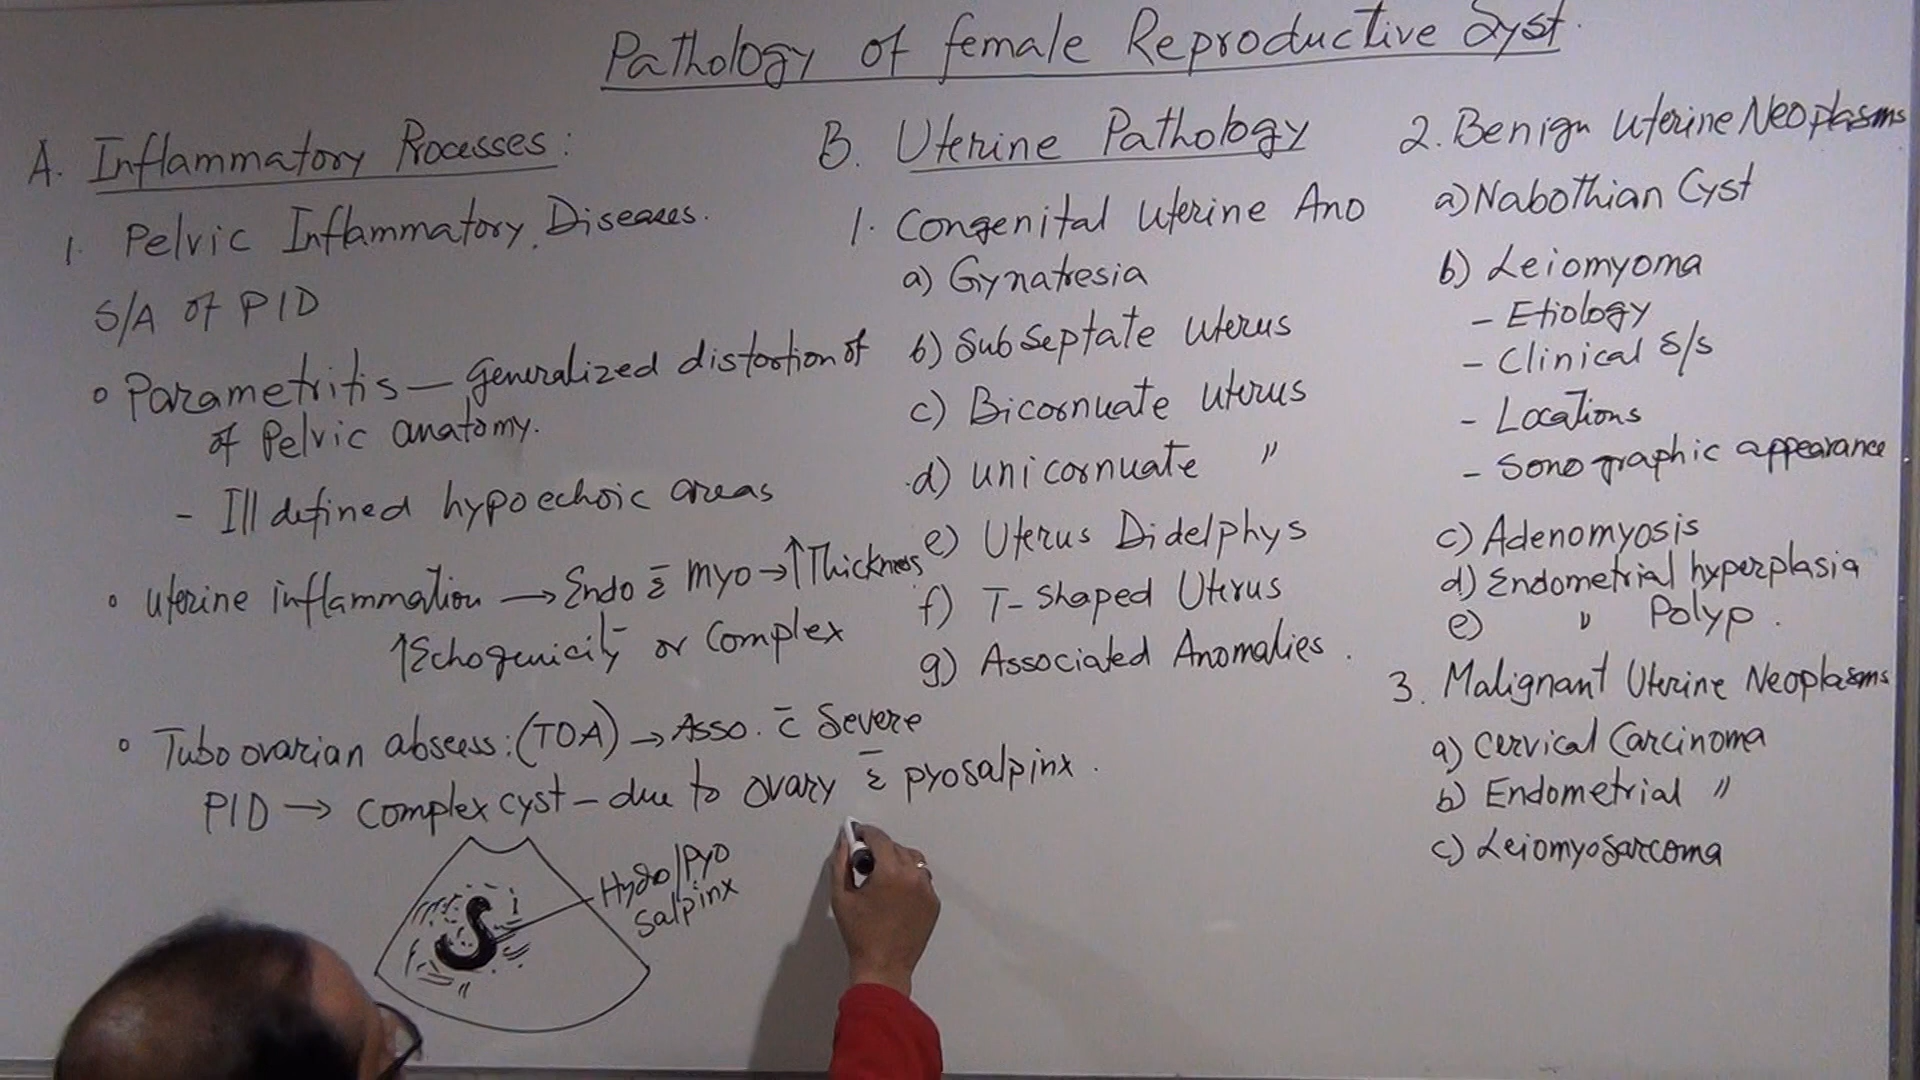 Pathology of female Reproductive Syst.
A. Inflammatory Processes:
1. Pelvic Inflammatory Diseases.
S/A of PID
° Parametritis — Generalized distortion of
of Pelvic anatomy.
- Ill defined hypoechoic areas
° Uterine inflammation → Endo & Myo → ↑Thickness
↑Echogenicity or Complex
° Tubo ovarian abscess: (TOA) → Asso. c̄ Severe
PID → Complex cyst – due to ovary & pyosalpinx.
Hydo/Pyo
Salpinx
B. Uterine Pathology
1. Congenital Uterine Ano
a) Gynatresia
b) Sub Septate Uterus
c) Bicornuate Uterus
d) Unicornuate "
e) Uterus Didelphys
f) T-Shaped Uterus
g) Associated Anomalies.
2. Benign Uterine Neoplasms
a) Nabothian Cyst
b) Leiomyoma
- Etiology
- Clinical S/S
- Locations
- Sonographic appearance
c) Adenomyosis
d) Endometrial hyperplasia
e) " Polyp.
3. Malignant Uterine Neoplasms
a) Cervical Carcinoma
b) Endometrial "
c) Leiomyosarcoma